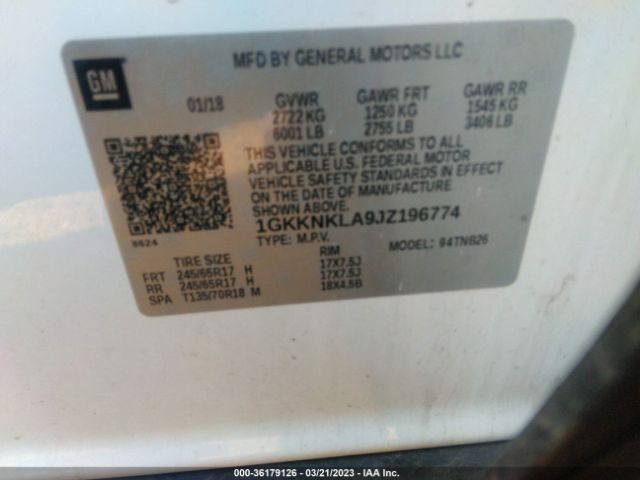 GM
MFD BY GENERAL MOTORS LLC
01/18 GVWR GAWR FRT GAWR RR
2722 KG 1250 KG 1545 KG
6001 LB 2755 LB 3406 LB
THIS VEHICLE CONFORMS TO ALL
APPLICABLE U.S. FEDERAL MOTOR
VEHICLE SAFETY STANDARDS IN EFFECT
ON THE DATE OF MANUFACTURE
SHOWN ABOVE.
1GKKNKLA9JZ196774
TYPE: M.P.V. MODEL: 94TNB26
5624
TIRE SIZE RIM
FRT 245/65R17 H 17X7.5J
RR 245/65R17 H 17X7.5J
SPA T135/70R18 M 18X4.5B
000-36179126 - 03/21/2023 - IAA Inc.